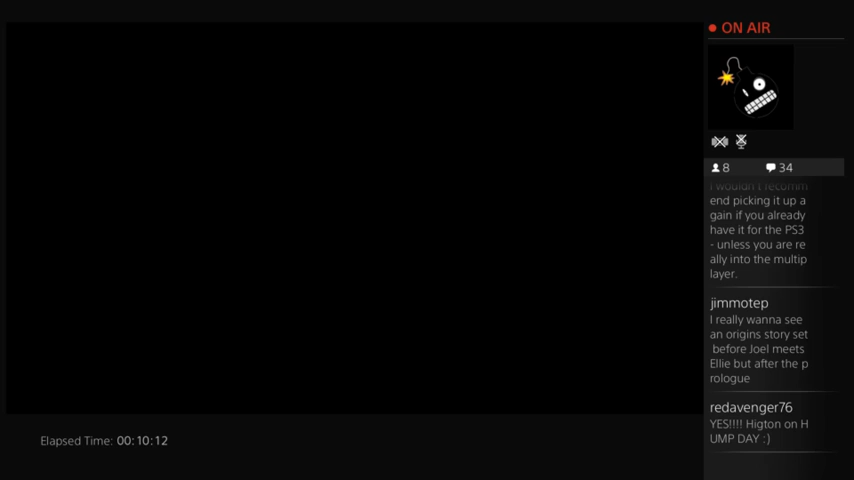 ON AIR
8 34
I wouldn't recomm
end picking it up a
gain if you already
have it for the PS3
- unless you are re
ally into the multip
layer.
jimmotep
I really wanna see
an origins story set
before Joel meets
Ellie but after the p
rologue
redavenger76
YES!!!! Higton on H
UMP DAY :)
Elapsed Time: 00:10:12